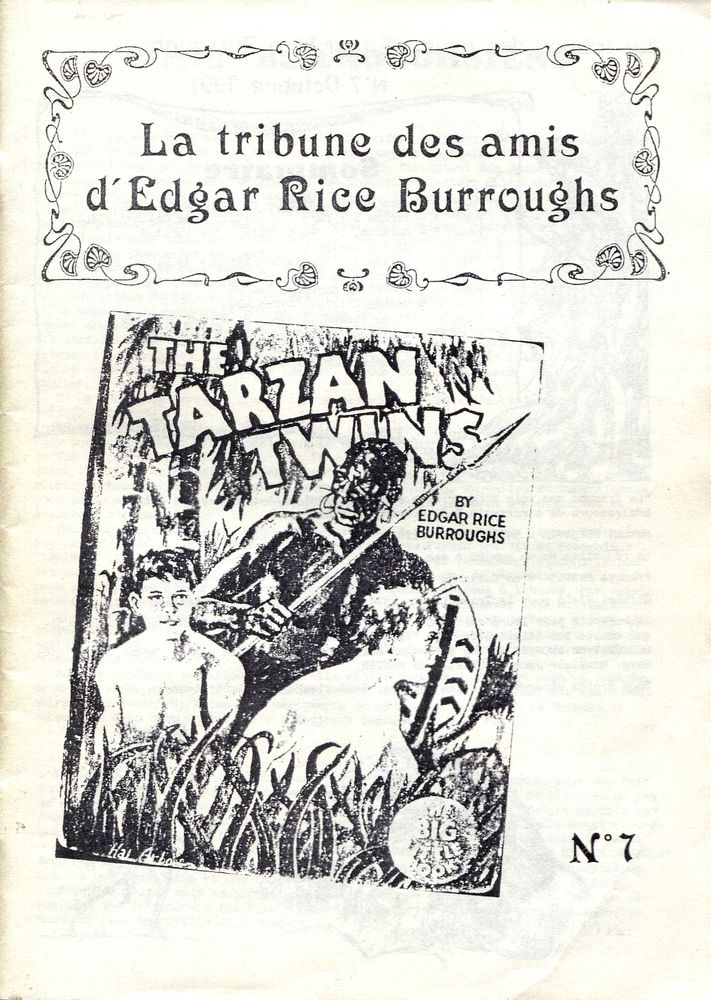 La tribune des amis
d'Edgar Rice Burroughs
THE
TARZAN
TWINS
BY
EDGAR RICE
BURROUGHS
BIG
N° 7